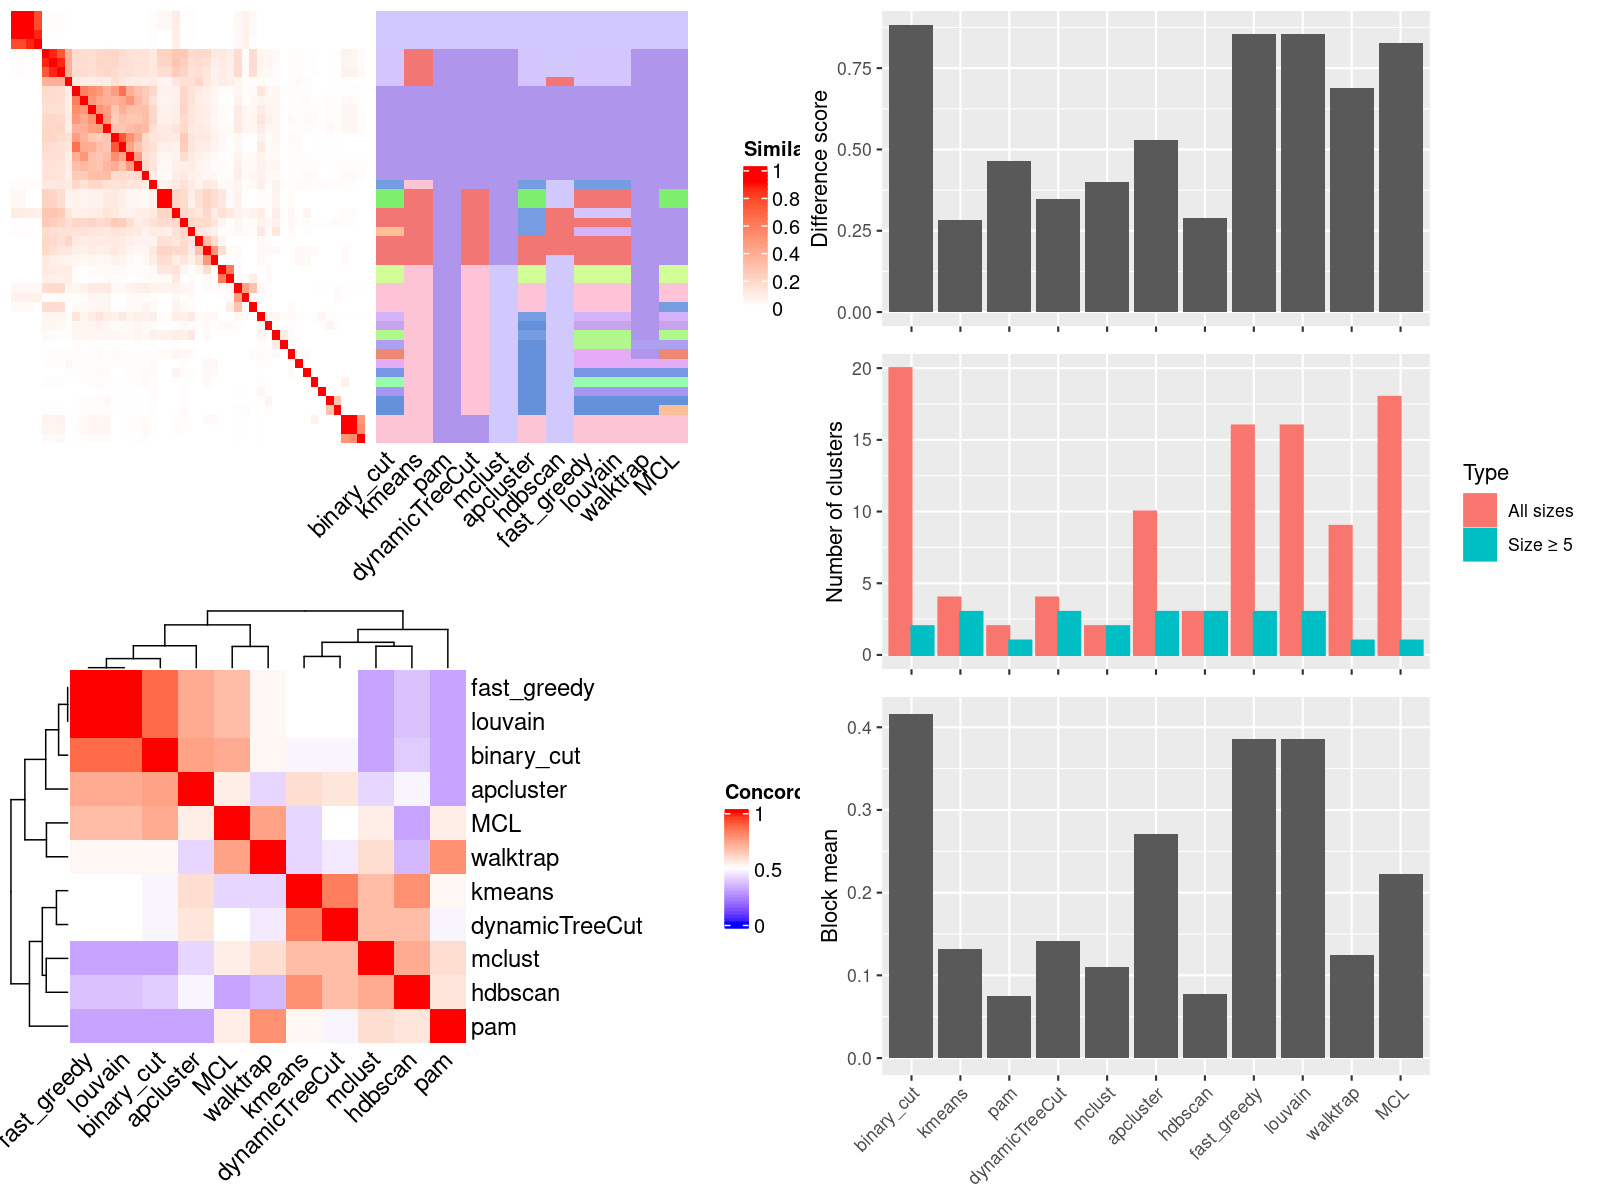 Simila
1
0.8
0.6
0.4
0.2
0
binary_cut
kmeans
pam
dynamicTreeCut
mclust
apcluster
hdbscan
fast_greedy
louvain
walktrap
MCL
fast_greedy
louvain
binary_cut
apcluster
MCL
walktrap
kmeans
dynamicTreeCut
mclust
hdbscan
pam
fast_greedy
louvain
binary_cut
apcluster
MCL
walktrap
kmeans
dynamicTreeCut
mclust
hdbscan
pam
Concord
1
0.5
0
Difference score
0.75
0.50
0.25
0.00
Number of clusters
20
15
10
5
0
Type
All sizes
Size ≥ 5
Block mean
0.4
0.3
0.2
0.1
0.0
binary_cut
kmeans
pam
dynamicTreeCut
mclust
apcluster
hdbscan
fast_greedy
louvain
walktrap
MCL